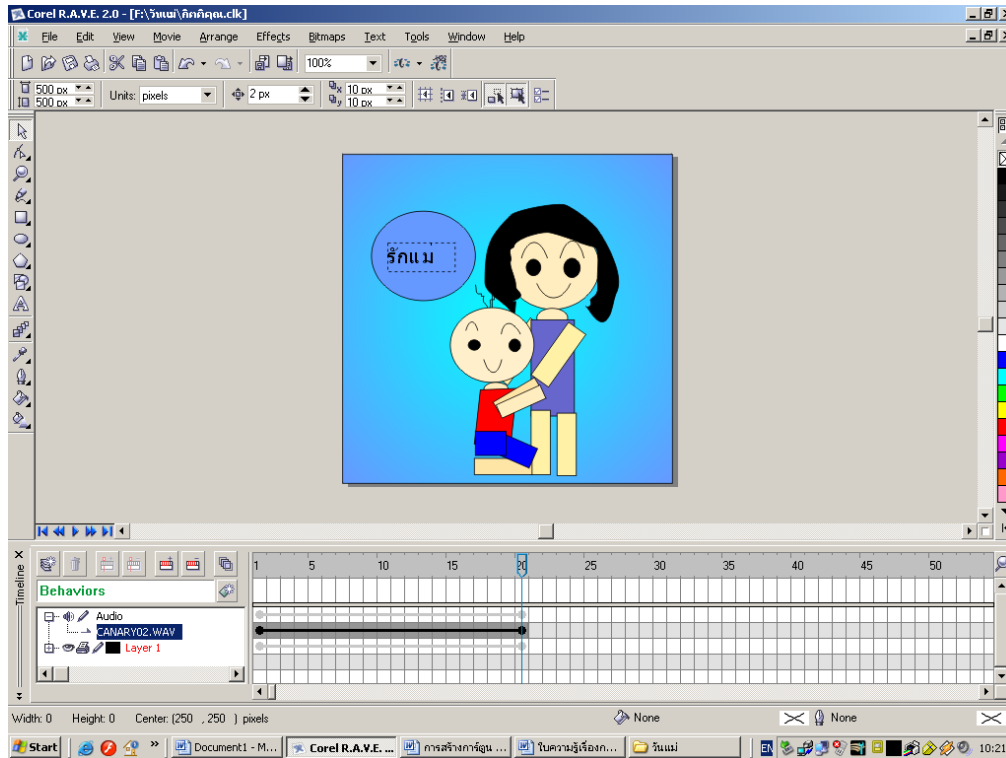 Corel R.A.V.E. 2.0 - [F:\วันแม่\กิตติคุณ.clk]
File Edit View Movie Arrange Effects Bitmaps Text Tools Window Help
100%
500 px
500 px
Units: pixels
2 px
x 10 px
y 10 px
รักแม่
Timeline
1 5 10 15 20 25 30 35 40 45 50
Behaviors
Audio
CANARY02.WAV
Layer 1
Width: 0 Height: 0 Center: (250 , 250 ) pixels None None
Start Document1 - M... Corel R.A.V.E. ... การสร้างการ์ตูน ... ใบความรู้เรื่องก... วันแม่ EN 10:21